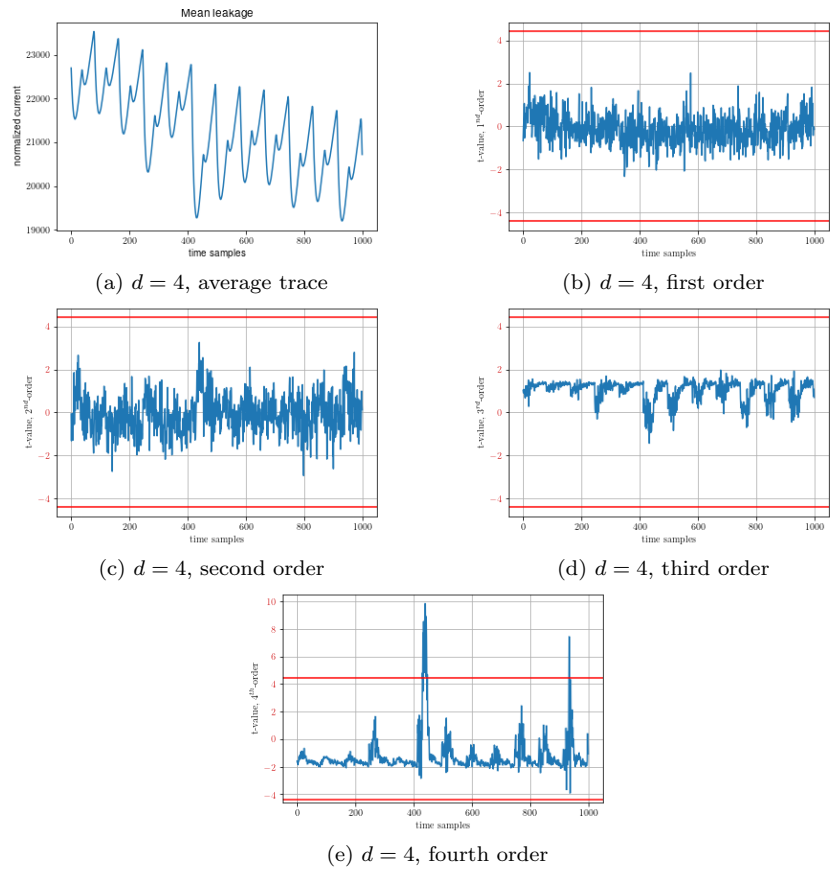 Mean leakage
normalized current
23000
22000
21000
20000
19000
0 200 400 600 800 1000
time samples
(a) d = 4, average trace
t-value, 1ⁿᵈ-order
4
2
0
−2
−4
0 200 400 600 800 1000
time samples
(b) d = 4, first order
t-value, 2ⁿᵈ-order
4
2
0
−2
−4
0 200 400 600 800 1000
time samples
(c) d = 4, second order
t-value, 3ʳᵈ-order
4
2
0
−2
−4
0 200 400 600 800 1000
time samples
(d) d = 4, third order
t-value, 4ᵗʰ-order
10
8
6
4
2
0
−2
−4
0 200 400 600 800 1000
time samples
(e) d = 4, fourth order